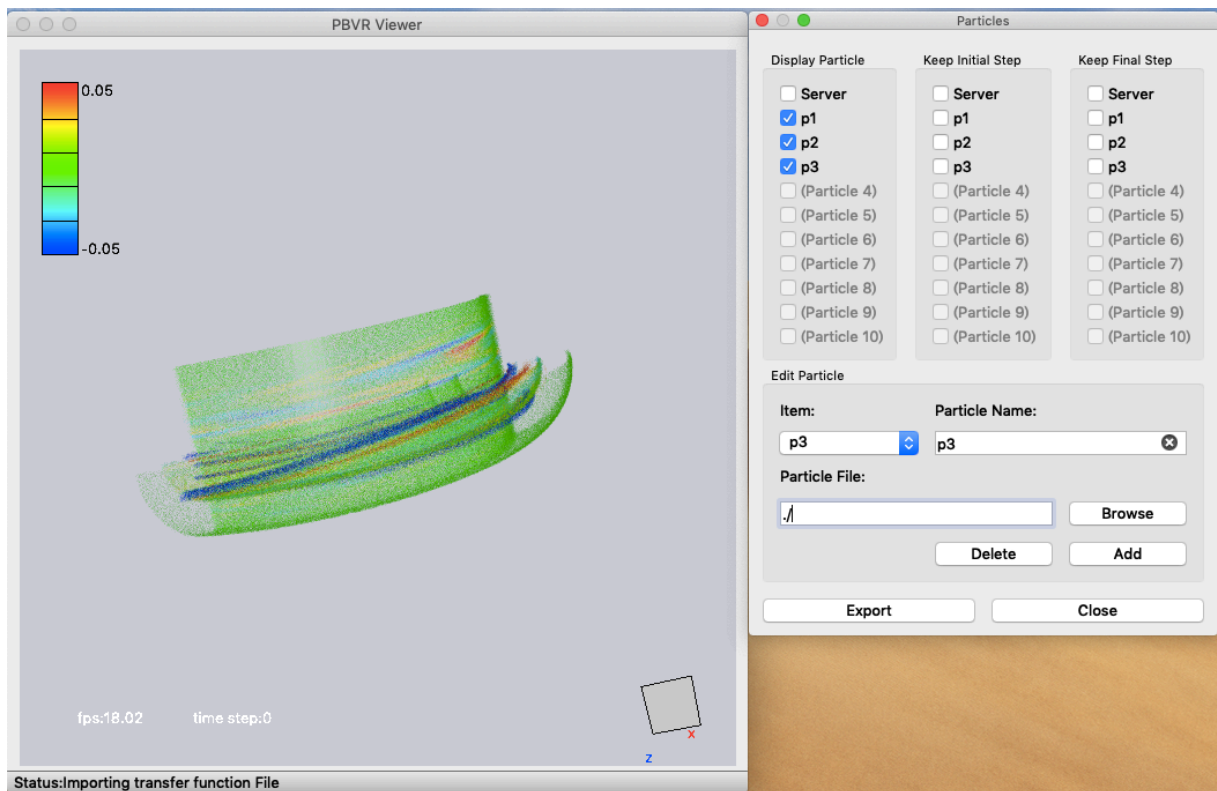 PBVR Viewer
0.05
-0.05
fps:18.02 time step:0
x
z
Status:Importing transfer function File
Particles
Display Particle Keep Initial Step Keep Final Step
Server Server Server
p1 p1 p1
p2 p2 p2
p3 p3 p3
(Particle 4) (Particle 4) (Particle 4)
(Particle 5) (Particle 5) (Particle 5)
(Particle 6) (Particle 6) (Particle 6)
(Particle 7) (Particle 7) (Particle 7)
(Particle 8) (Particle 8) (Particle 8)
(Particle 9) (Particle 9) (Particle 9)
(Particle 10) (Particle 10) (Particle 10)
Edit Particle
Item: Particle Name:
p3 p3
Particle File:
./ Browse
Delete Add
Export Close